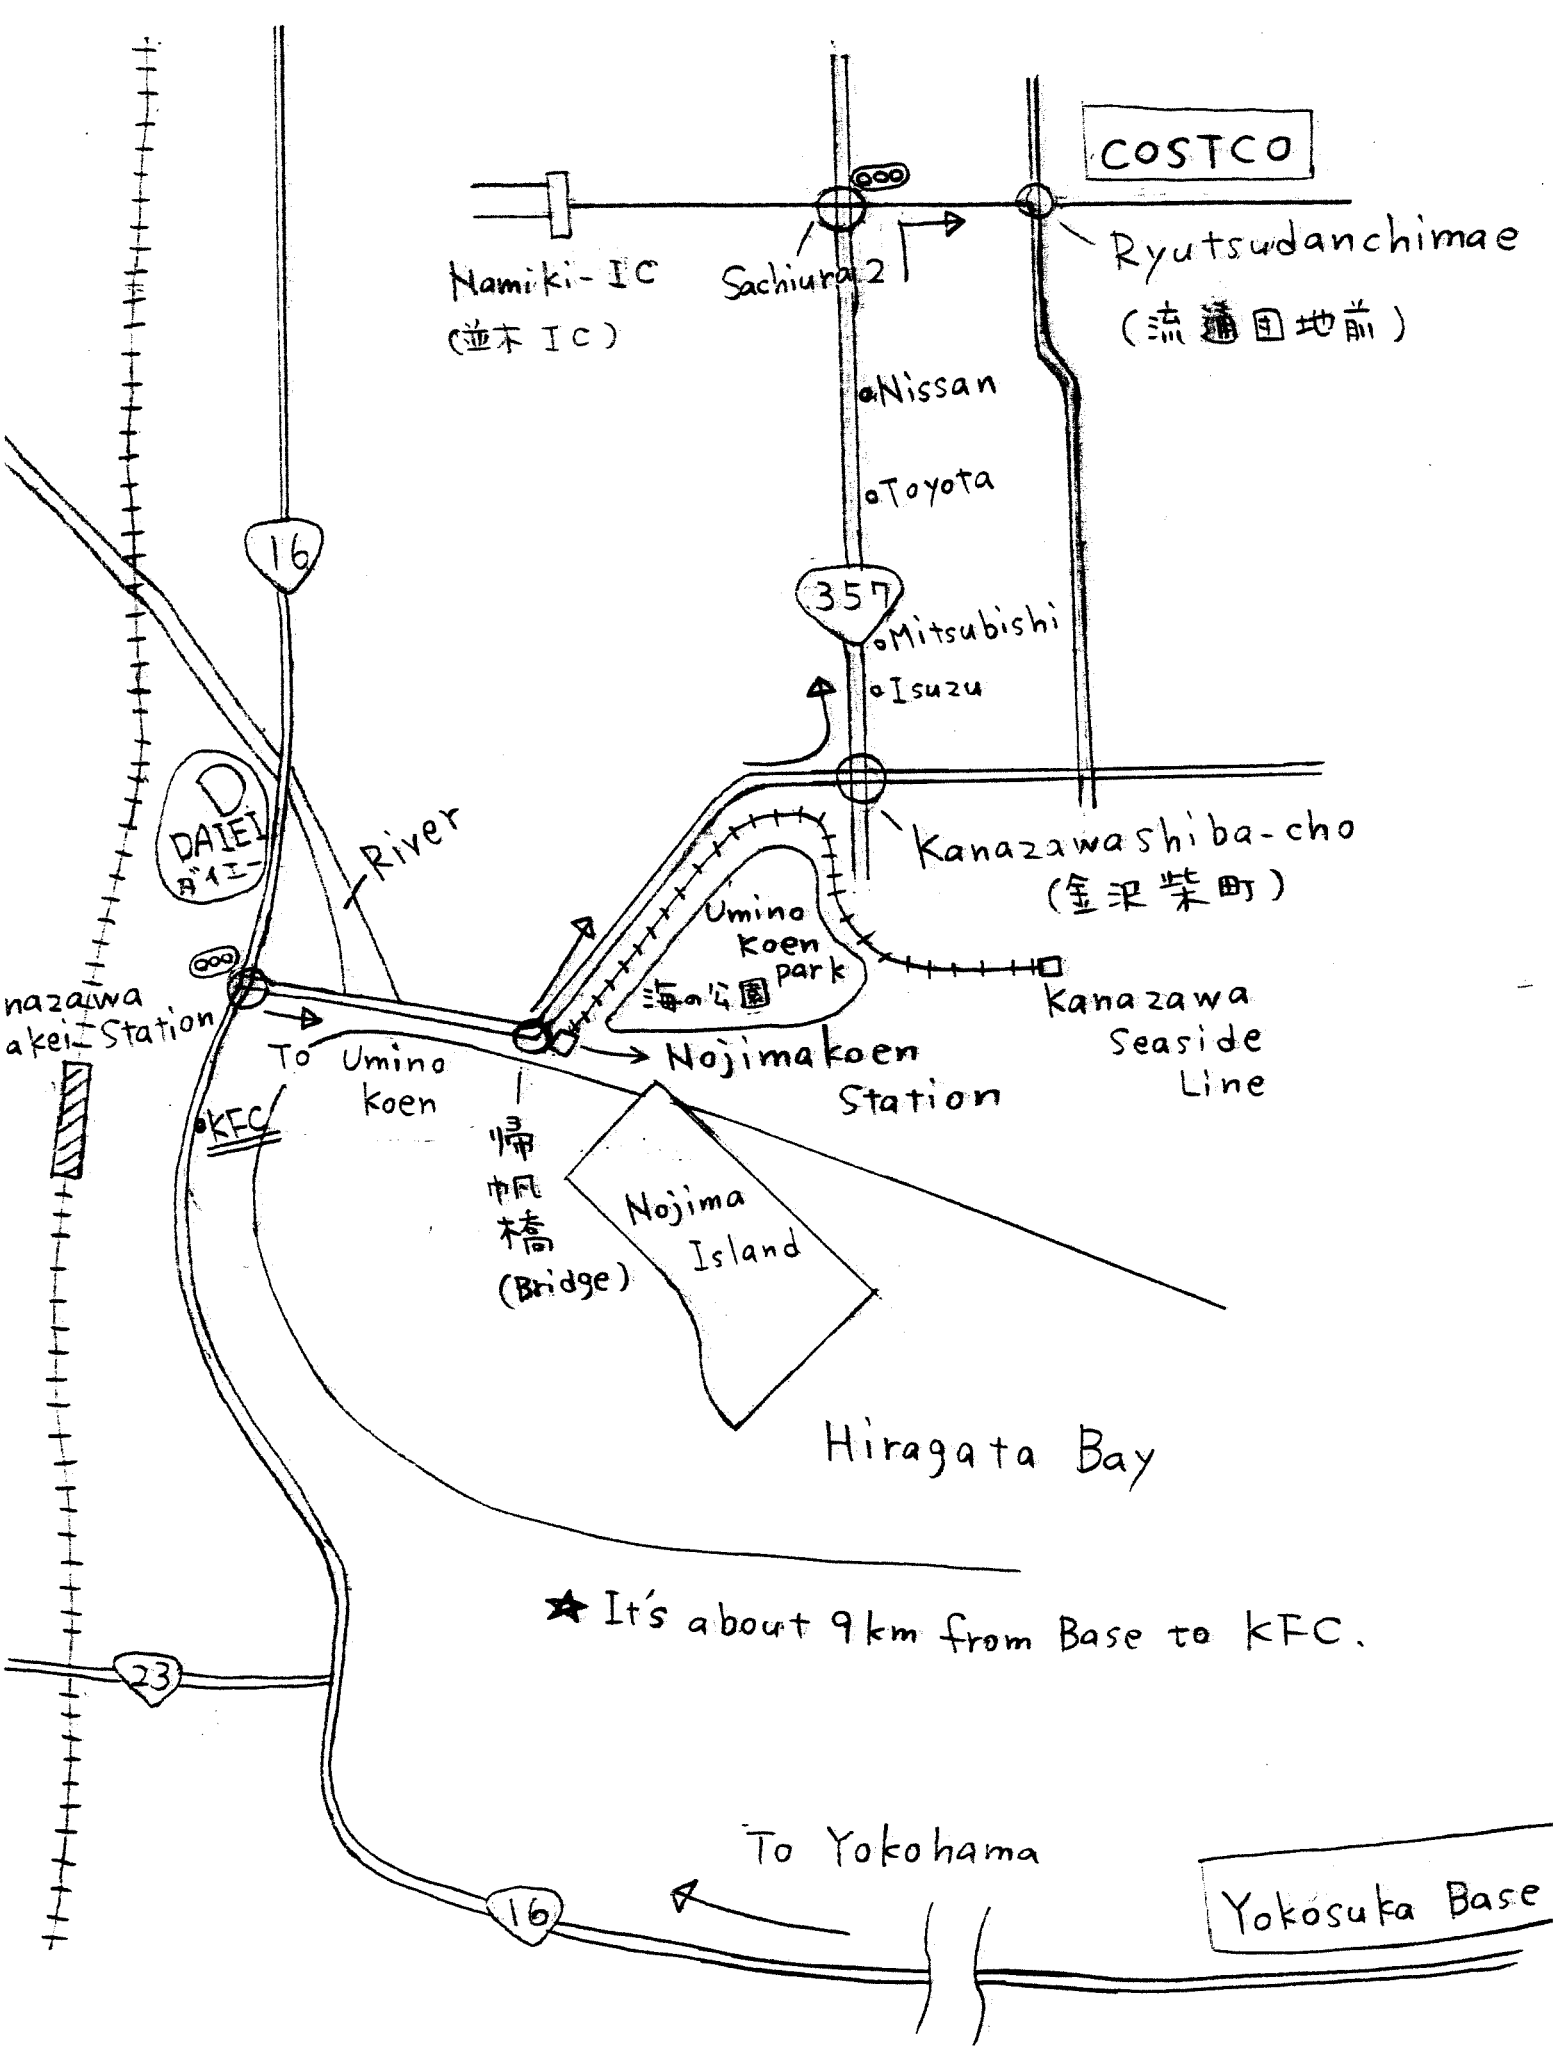 COSTCO
Ryutsudanchimae
(流通団地前)
Namiki-IC
(並木IC)
Sachiura 2
Nissan
Toyota
16
357
Mitsubishi
Isuzu
D
DAIEI
ダイエー
River
Kanazawashiba-cho
(金沢柴町)
Umino
koen
park
海の公園
nazawa
akei-Station
Kanazawa
Seaside
Line
To Umino
koen
Nojimakoen
Station
KFC
帰帆橋
(Bridge)
Nojima
Island
Hiragata Bay
★ It's about 9km from Base to KFC.
23
To Yokohama
16
Yokosuka Base